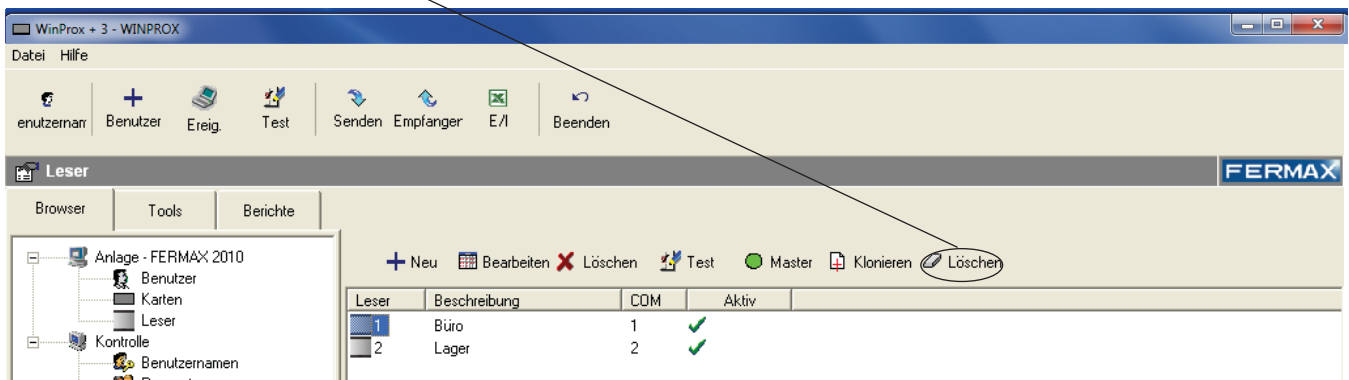 WinProx + 3 - WINPROX
Datei Hilfe
enutzernam Benutzer Ereig. Test Senden Empfanger E/I Beenden
Leser FERMAX
Browser Tools Berichte
Neu Bearbeiten Löschen Test Master Klonieren Löschen
Anlage - FERMAX 2010
Benutzer
Karten
Leser
Kontrolle
Benutzernamen
Leser Beschreibung COM Aktiv
1 Büro 1
2 Lager 2